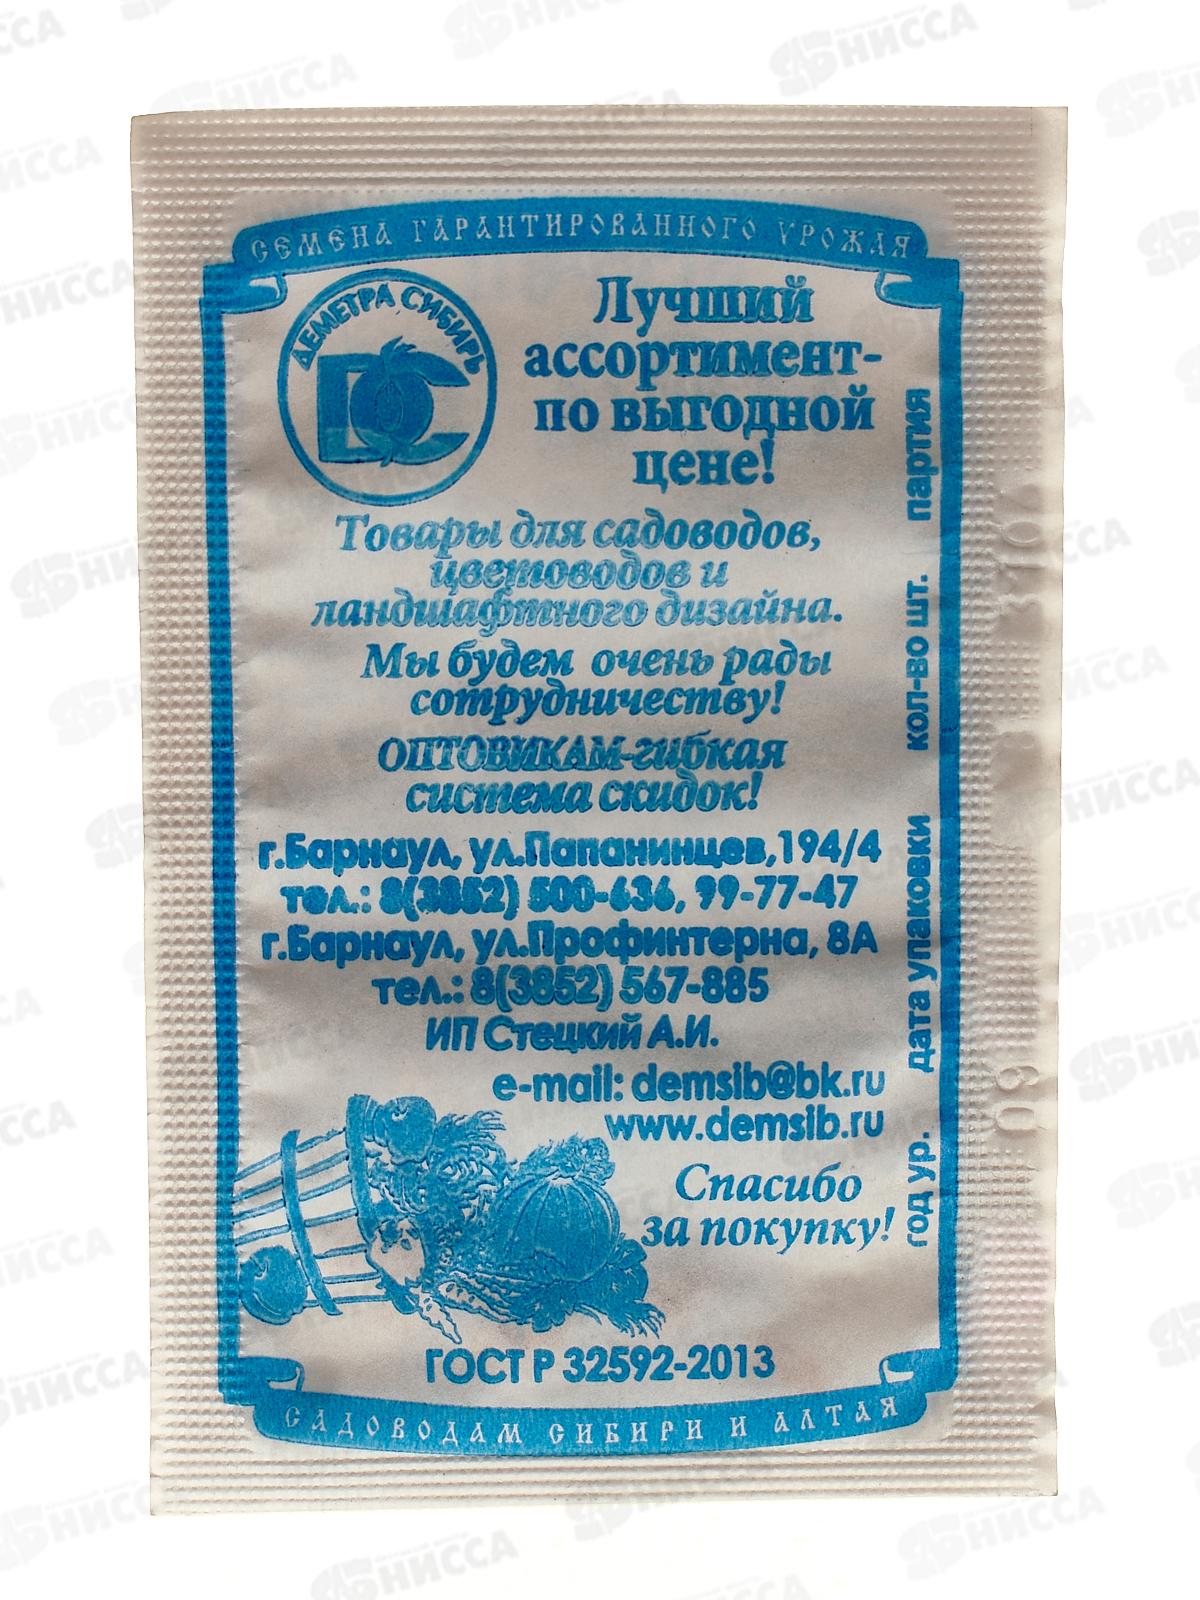 СЕМЕНА ГАРАНТИРОВАННОГО УРОЖАЯ
ДЕМЕТРА СИБИРЬ
ДС
Лучший
ассортимент-
по выгодной
цене!
Товары для садоводов,
цветоводов и
ландшафтного дизайна.
Мы будем очень рады
сотрудничеству!
ОПТОВИКАМ-гибкая
система скидок!
г.Барнаул, ул.Папанинцев,194/4
тел.: 8(3852) 500-636, 99-77-47
г.Барнаул, ул.Профинтерна, 8А
тел.: 8(3852) 567-885
ИП Стецкий А.И.
e-mail: demsib@bk.ru
www.demsib.ru
Спасибо
за покупку!
ГОСТ Р 32592-2013
САДОВОДАМ СИБИРИ И АЛТАЯ
год ур. дата упаковки кол-во шт. партия
АБНИССА